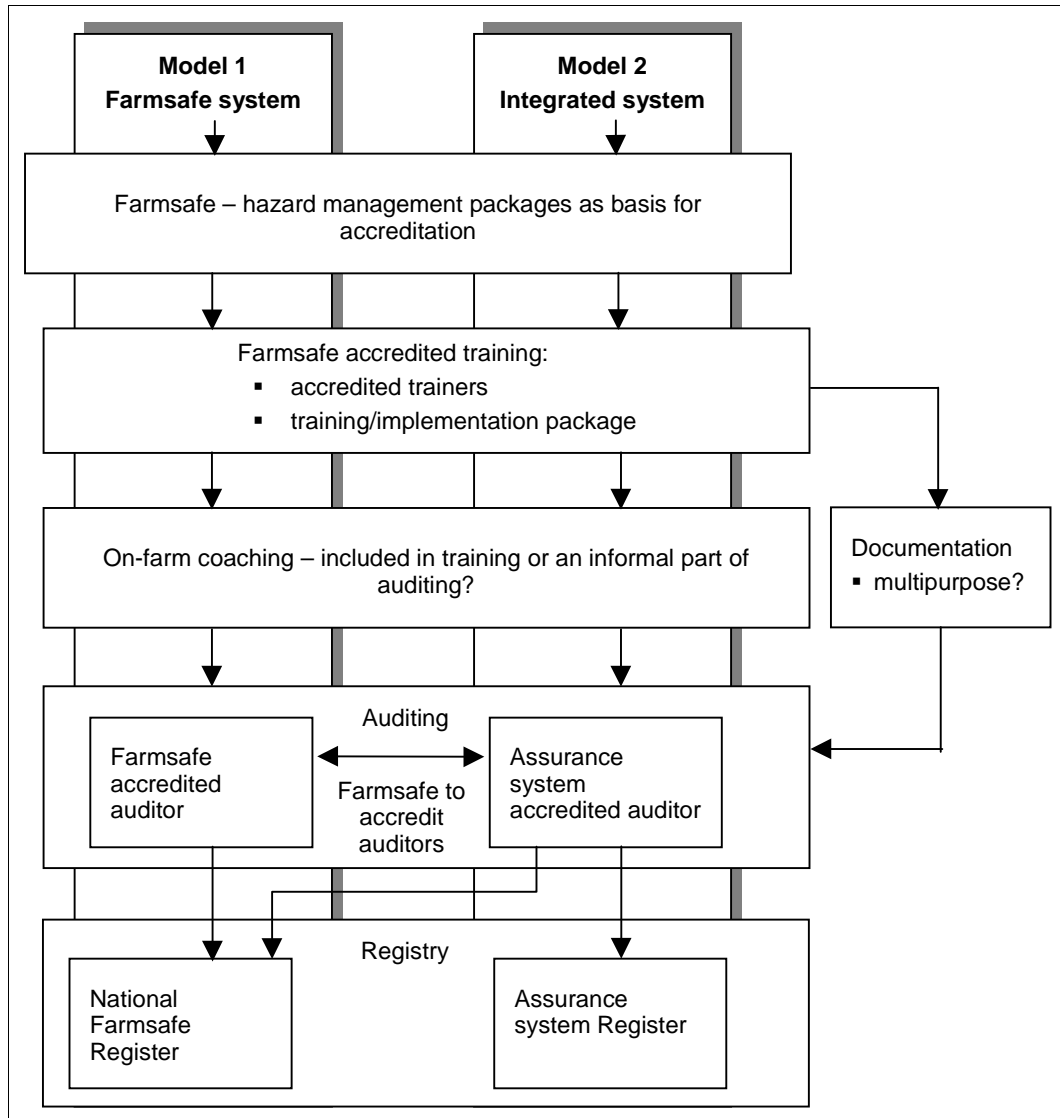 Model 1
Farmsafe system
Model 2
Integrated system
Farmsafe – hazard management packages as basis for
accreditation
Farmsafe accredited training:
▪ accredited trainers
▪ training/implementation package
On-farm coaching – included in training or an informal part of
auditing?
Documentation
▪ multipurpose?
Auditing
Farmsafe
accredited
auditor
Farmsafe to
accredit
auditors
Assurance
system
accredited auditor
Registry
National
Farmsafe
Register
Assurance
system Register